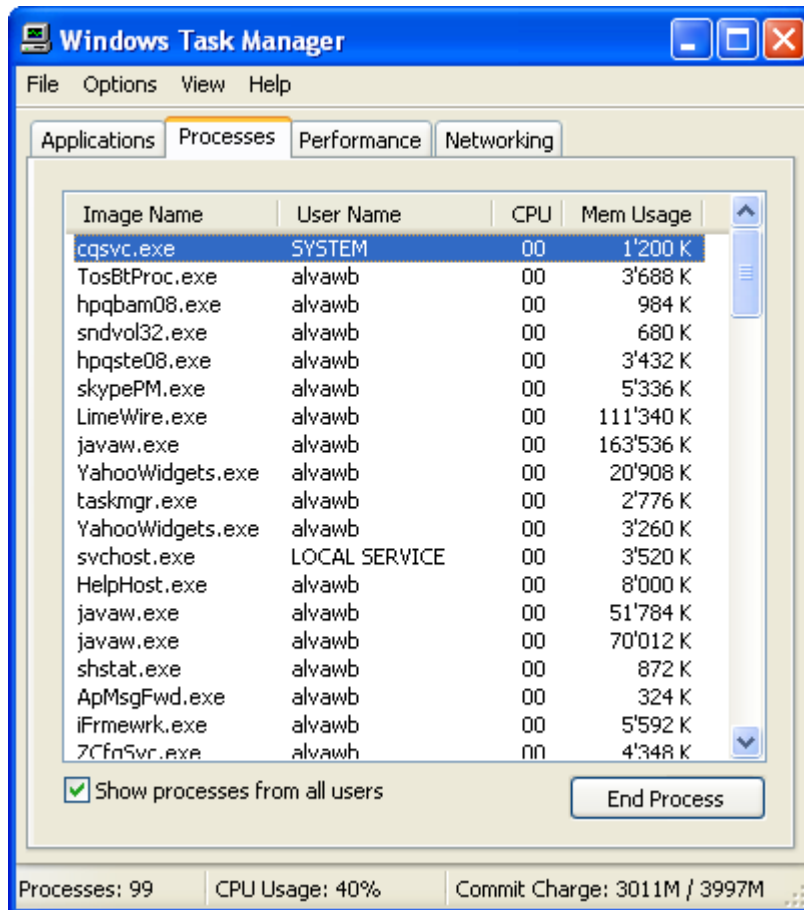 Windows Task Manager
File Options View Help
Applications Processes Performance Networking
Image Name User Name CPU Mem Usage
cqsvc.exe SYSTEM 00 1'200 K
TosBtProc.exe alvawb 00 3'688 K
hpqbam08.exe alvawb 00 984 K
sndvol32.exe alvawb 00 680 K
hpqste08.exe alvawb 00 3'432 K
skypePM.exe alvawb 00 5'336 K
LimeWire.exe alvawb 00 111'340 K
javaw.exe alvawb 00 163'536 K
YahooWidgets.exe alvawb 00 20'908 K
taskmgr.exe alvawb 00 2'776 K
YahooWidgets.exe alvawb 00 3'260 K
svchost.exe LOCAL SERVICE 00 3'520 K
HelpHost.exe alvawb 00 8'000 K
javaw.exe alvawb 00 51'784 K
javaw.exe alvawb 00 70'012 K
shstat.exe alvawb 00 872 K
ApMsgFwd.exe alvawb 00 324 K
iFrmewrk.exe alvawb 00 5'592 K
ZCfgSvc.exe alvawb 00 4'348 K
Show processes from all users
End Process
Processes: 99 CPU Usage: 40% Commit Charge: 3011M / 3997M